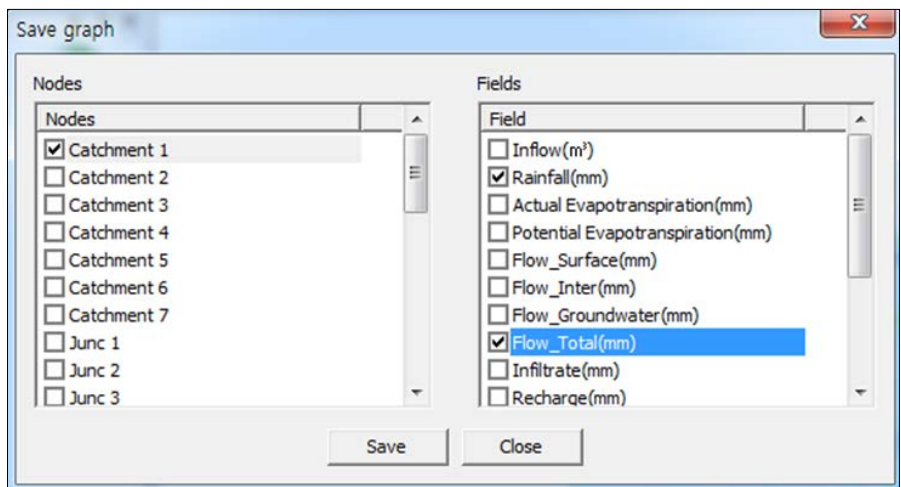 Save graph
Nodes
Nodes
Catchment 1
Catchment 2
Catchment 3
Catchment 4
Catchment 5
Catchment 6
Catchment 7
Junc 1
Junc 2
Junc 3
Fields
Field
Inflow(m³)
Rainfall(mm)
Actual Evapotranspiration(mm)
Potential Evapotranspiration(mm)
Flow_Surface(mm)
Flow_Inter(mm)
Flow_Groundwater(mm)
Flow_Total(mm)
Infiltrate(mm)
Recharge(mm)
Save
Close